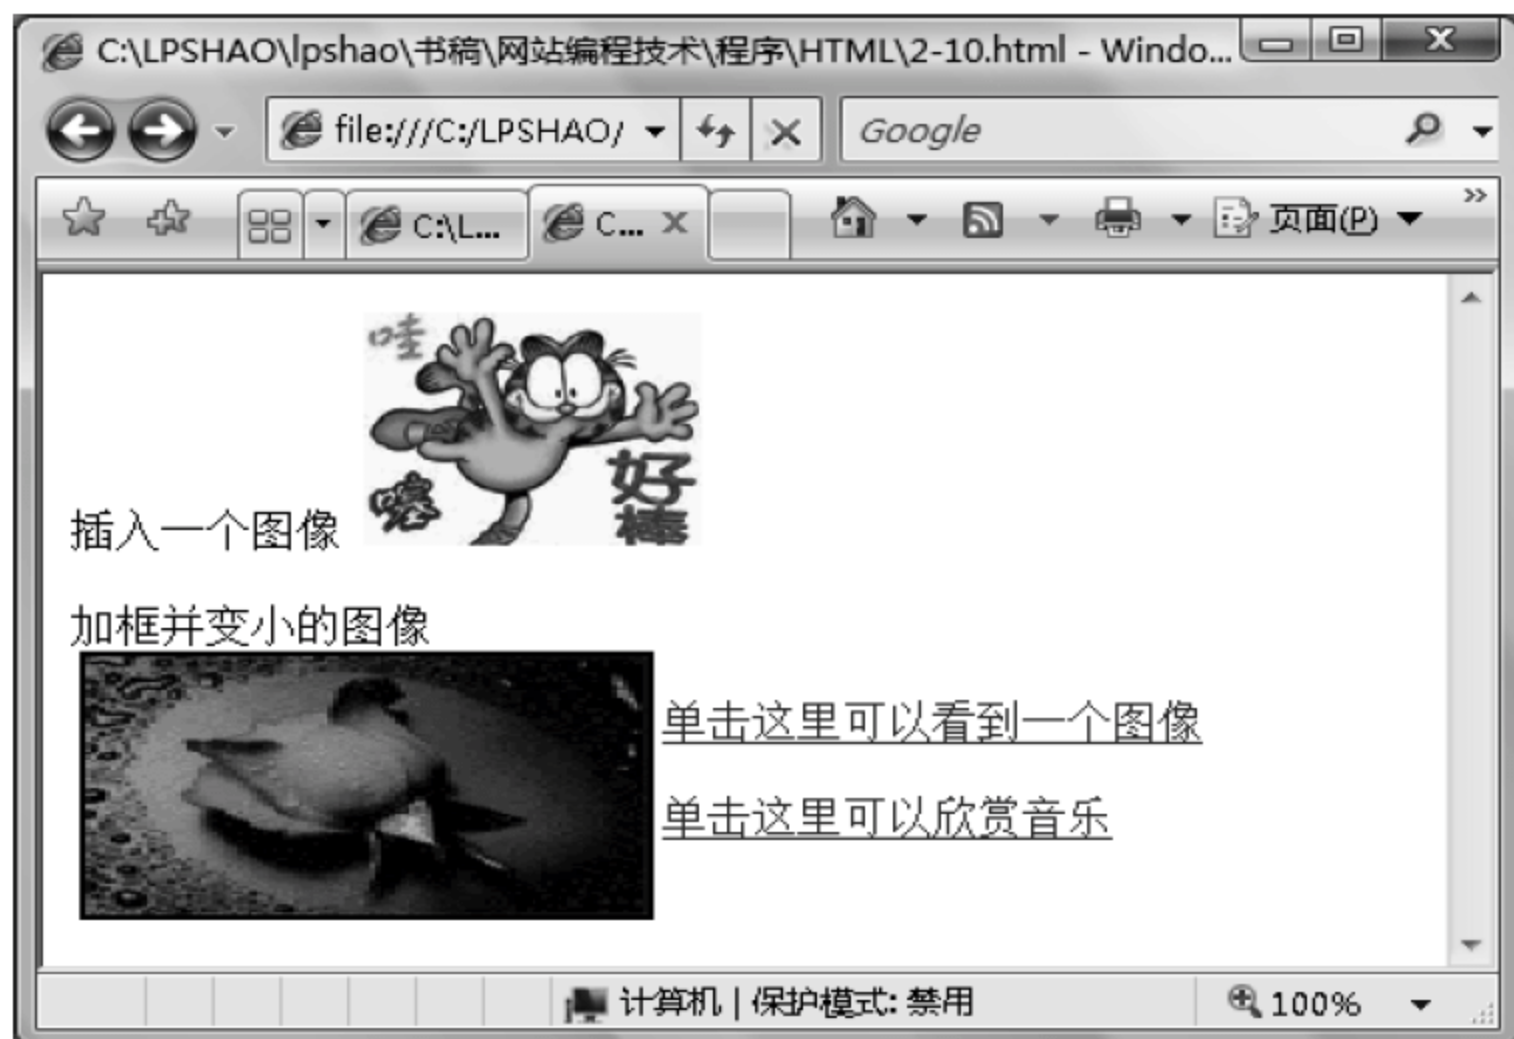 C:\LPSHAO\lpshao\书稿\网站编程技术\程序\HTML\2-10.html - Windo...
file:///C:/LPSHAO/
Google
C:\L...
C...
页面(P)
哇
噻
好
棒
插入一个图像
加框并变小的图像
单击这里可以看到一个图像
单击这里可以欣赏音乐
计算机 | 保护模式: 禁用
100%